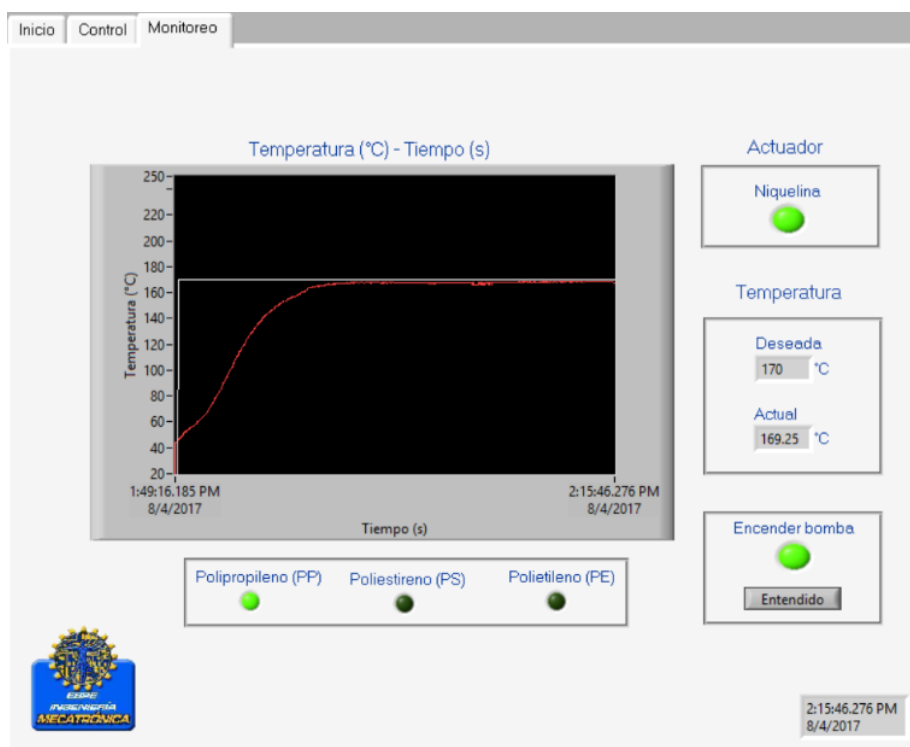 Inicio Control Monitoreo
Temperatura (°C) - Tiempo (s)
Actuador
Niquelina
250
220
200
180
160
140
120
100
80
60
40
20
Temperatura (°C)
1:49:16.185 PM
8/4/2017
2:15:46.276 PM
8/4/2017
Tiempo (s)
Temperatura
Deseada
170 °C
Actual
169.25 °C
Encender bomba
Entendido
Polipropileno (PP) Poliestireno (PS) Polietileno (PE)
ESPE
INGENIERÍA
MECATRÓNICA
2:15:46.276 PM
8/4/2017